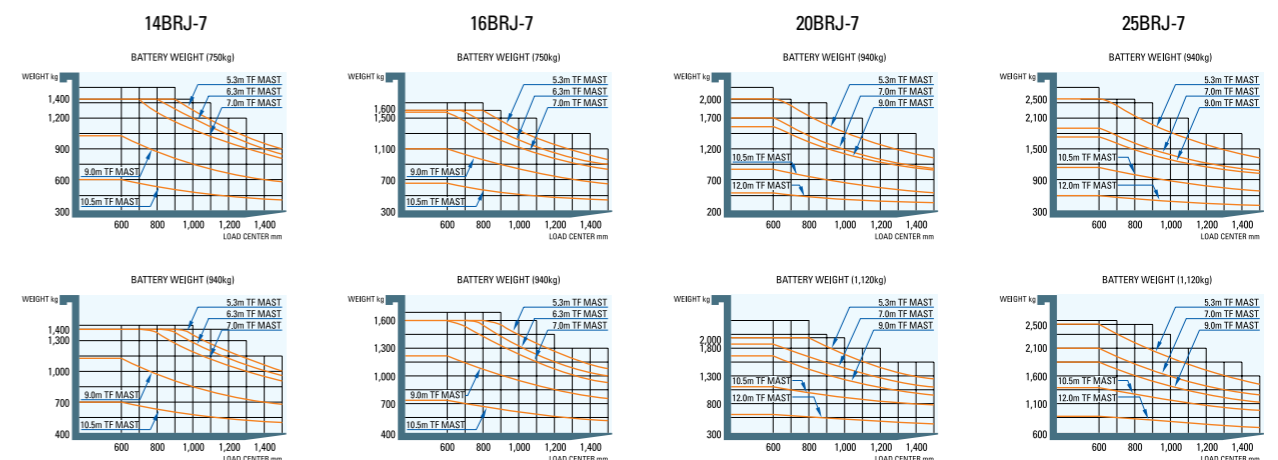 14BRJ-7
16BRJ-7
20BRJ-7
25BRJ-7
BATTERY WEIGHT (750kg)
WEIGHT kg
5.3m TF MAST
6.3m TF MAST
7.0m TF MAST
9.0m TF MAST
10.5m TF MAST
1,400
1,200
900
600
300
600 800 1,000 1,200 1,400
LOAD CENTER mm
BATTERY WEIGHT (750kg)
WEIGHT kg
5.3m TF MAST
6.3m TF MAST
7.0m TF MAST
9.0m TF MAST
10.5m TF MAST
1,600
1,500
1,100
700
300
600 800 1,000 1,200 1,400
LOAD CENTER mm
BATTERY WEIGHT (940kg)
WEIGHT kg
5.3m TF MAST
7.0m TF MAST
9.0m TF MAST
10.5m TF MAST
12.0m TF MAST
2,000
1,700
1,200
700
200
600 800 1,000 1,200 1,400
LOAD CENTER mm
BATTERY WEIGHT (940kg)
WEIGHT kg
5.3m TF MAST
7.0m TF MAST
9.0m TF MAST
10.5m TF MAST
12.0m TF MAST
2,500
2,100
1,500
900
300
600 800 1,000 1,200 1,400
LOAD CENTER mm
BATTERY WEIGHT (940kg)
WEIGHT kg
5.3m TF MAST
6.3m TF MAST
7.0m TF MAST
9.0m TF MAST
10.5m TF MAST
1,400
1,300
1,000
700
400
600 800 1,000 1,200 1,400
LOAD CENTER mm
BATTERY WEIGHT (940kg)
WEIGHT kg
5.3m TF MAST
6.3m TF MAST
7.0m TF MAST
9.0m TF MAST
10.5m TF MAST
1,600
1,300
1,000
700
400
600 800 1,000 1,200 1,400
LOAD CENTER mm
BATTERY WEIGHT (1,120kg)
WEIGHT kg
5.3m TF MAST
7.0m TF MAST
9.0m TF MAST
10.5m TF MAST
12.0m TF MAST
2,000
1,800
1,300
800
300
600 800 1,000 1,200 1,400
LOAD CENTER mm
BATTERY WEIGHT (1,120kg)
WEIGHT kg
5.3m TF MAST
7.0m TF MAST
9.0m TF MAST
10.5m TF MAST
12.0m TF MAST
2,500
2,100
1,600
1,100
600
600 800 1,000 1,200 1,400
LOAD CENTER mm